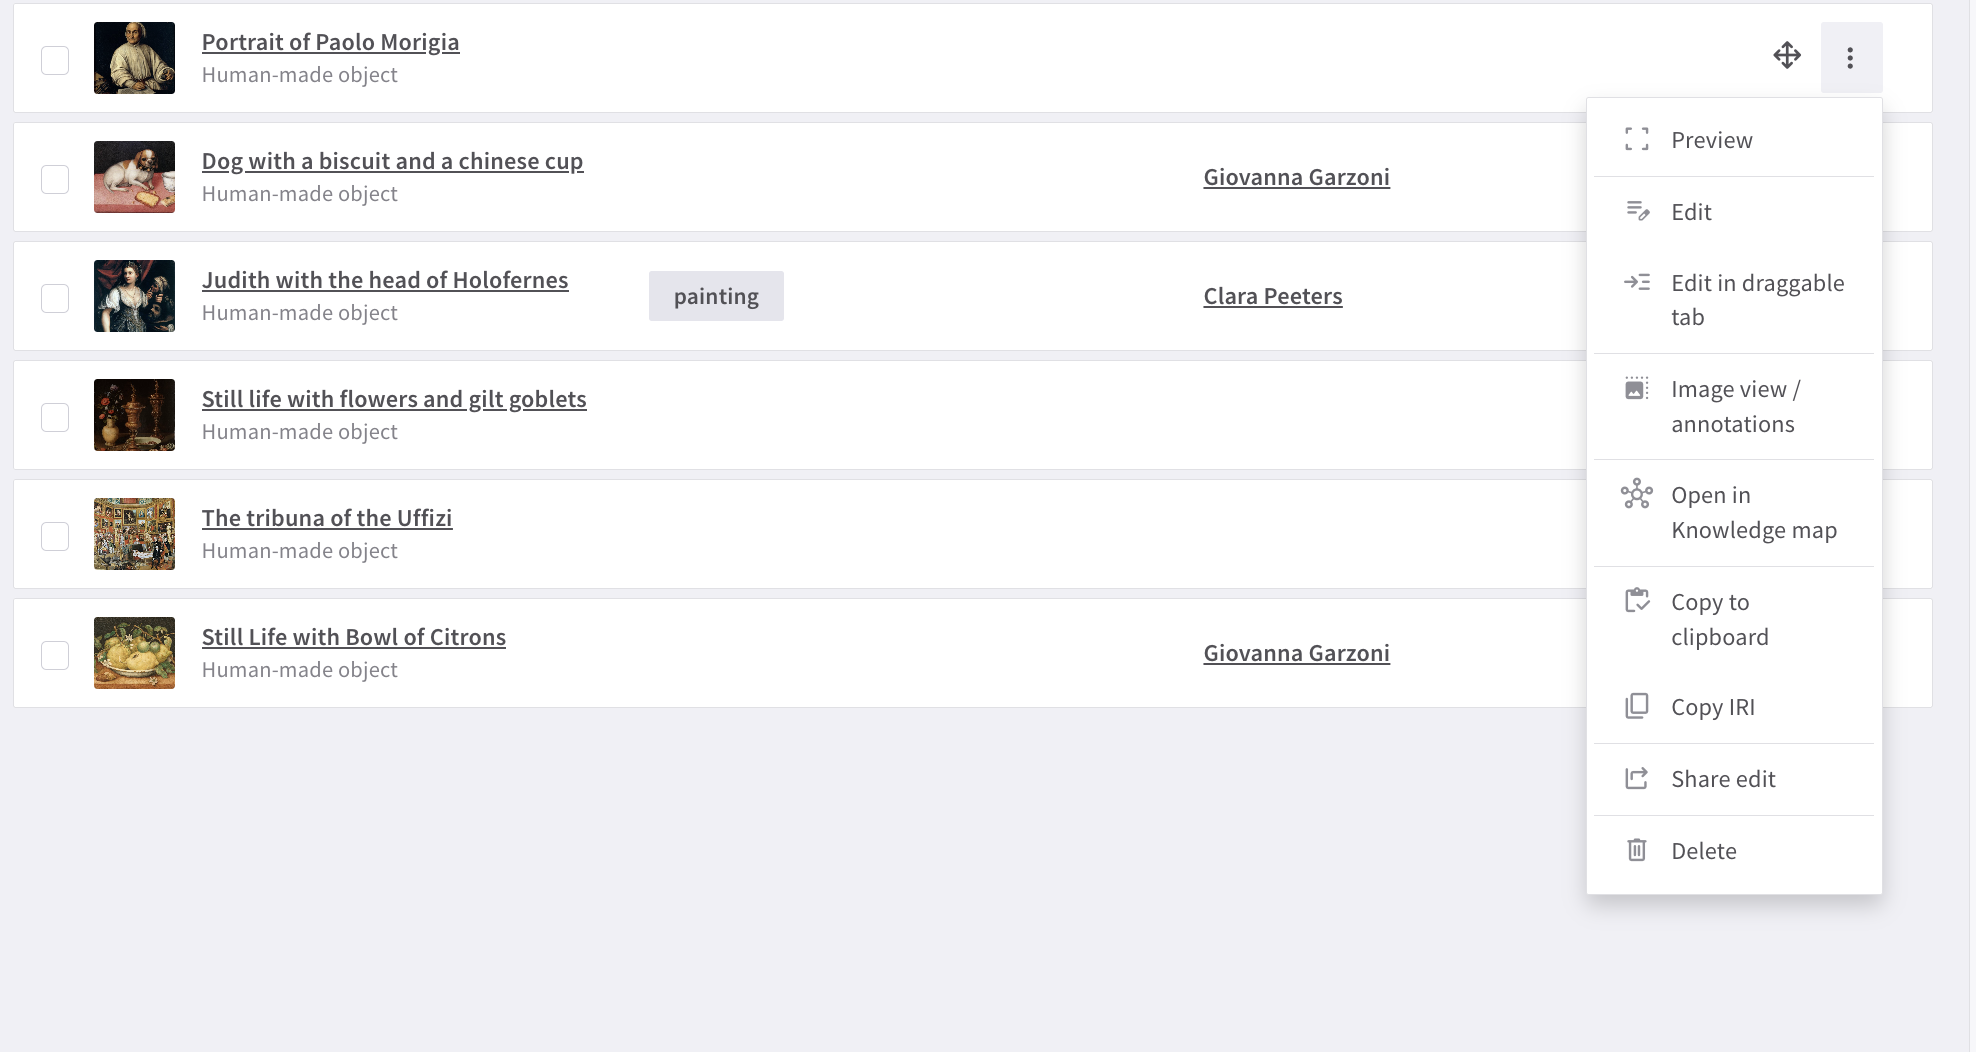 Portrait of Paolo Morigia
Human-made object
Dog with a biscuit and a chinese cup
Human-made object
Giovanna Garzoni
Judith with the head of Holofernes
Human-made object
painting
Clara Peeters
Still life with flowers and gilt goblets
Human-made object
The tribuna of the Uffizi
Human-made object
Still Life with Bowl of Citrons
Human-made object
Giovanna Garzoni
Preview
Edit
Edit in draggable
tab
Image view /
annotations
Open in
Knowledge map
Copy to
clipboard
Copy IRI
Share edit
Delete